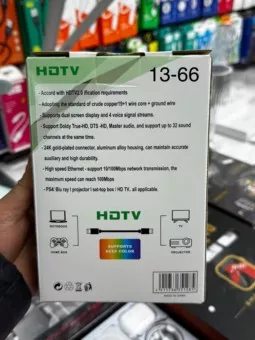 HDTV
13-66
- Accord with HDTV2.0 ification requirements
- Adopting the standard of crude copper19+1 wire core + ground wire
- Supports dual screen display and 4 voice signal streams.
- Support Dolby True-HD, DTS -HD, Master audio, and support up to 32 sound
channels at the same time.
- 24K gold-plated connector, aluminum alloy housing, can maintain accurate
auxiliary and high durability.
- High speed Ethernet - support 10/100Mbps network transmission, the
maximum speed can reach 100Mbps
- PS4/ Blu ray t projector t set-top box / HD TV. all applicable.
HDTV
NOTEBOOK
TV
SUPPORTS
DEEP COLOR
GAME BOX
PROJECTOR
CE